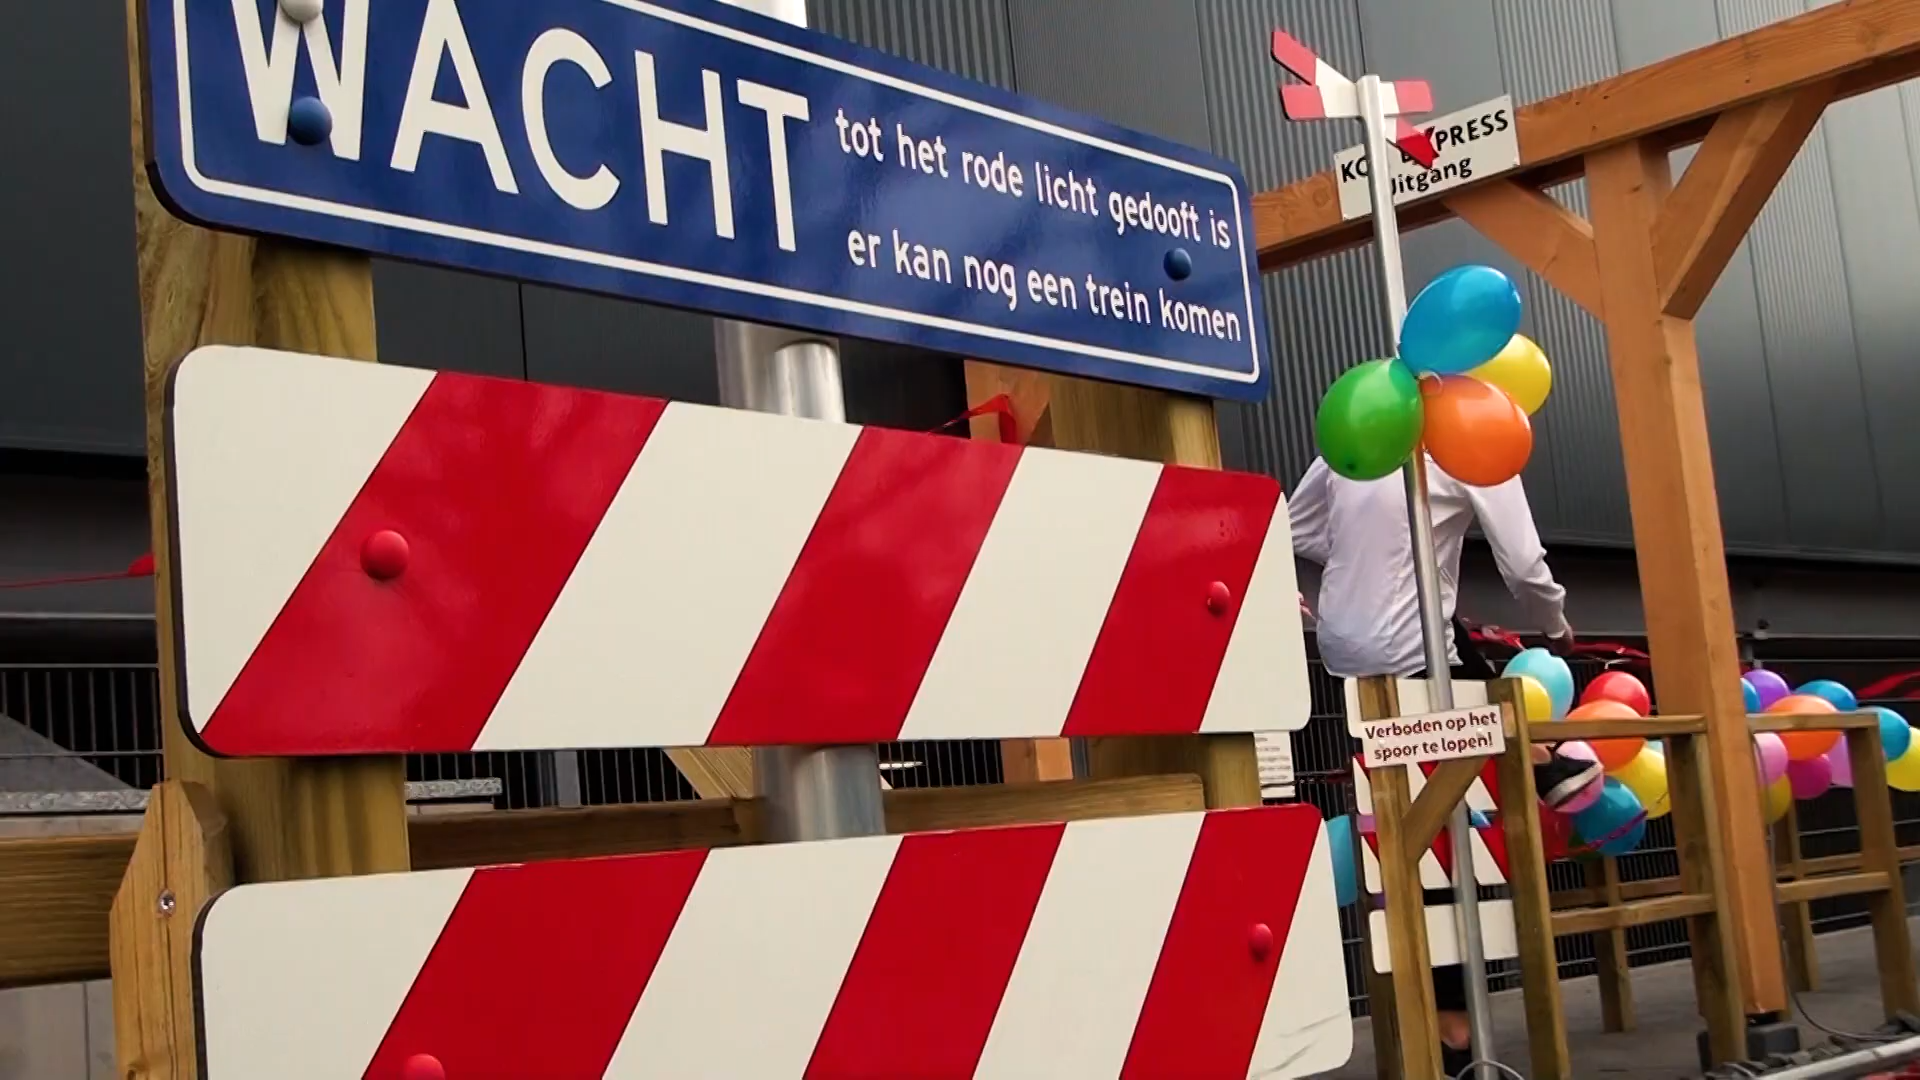 WACHT tot het rode licht gedooft is
er kan nog een trein komen
Uitgang
Verboden op het
spoor te lopen!